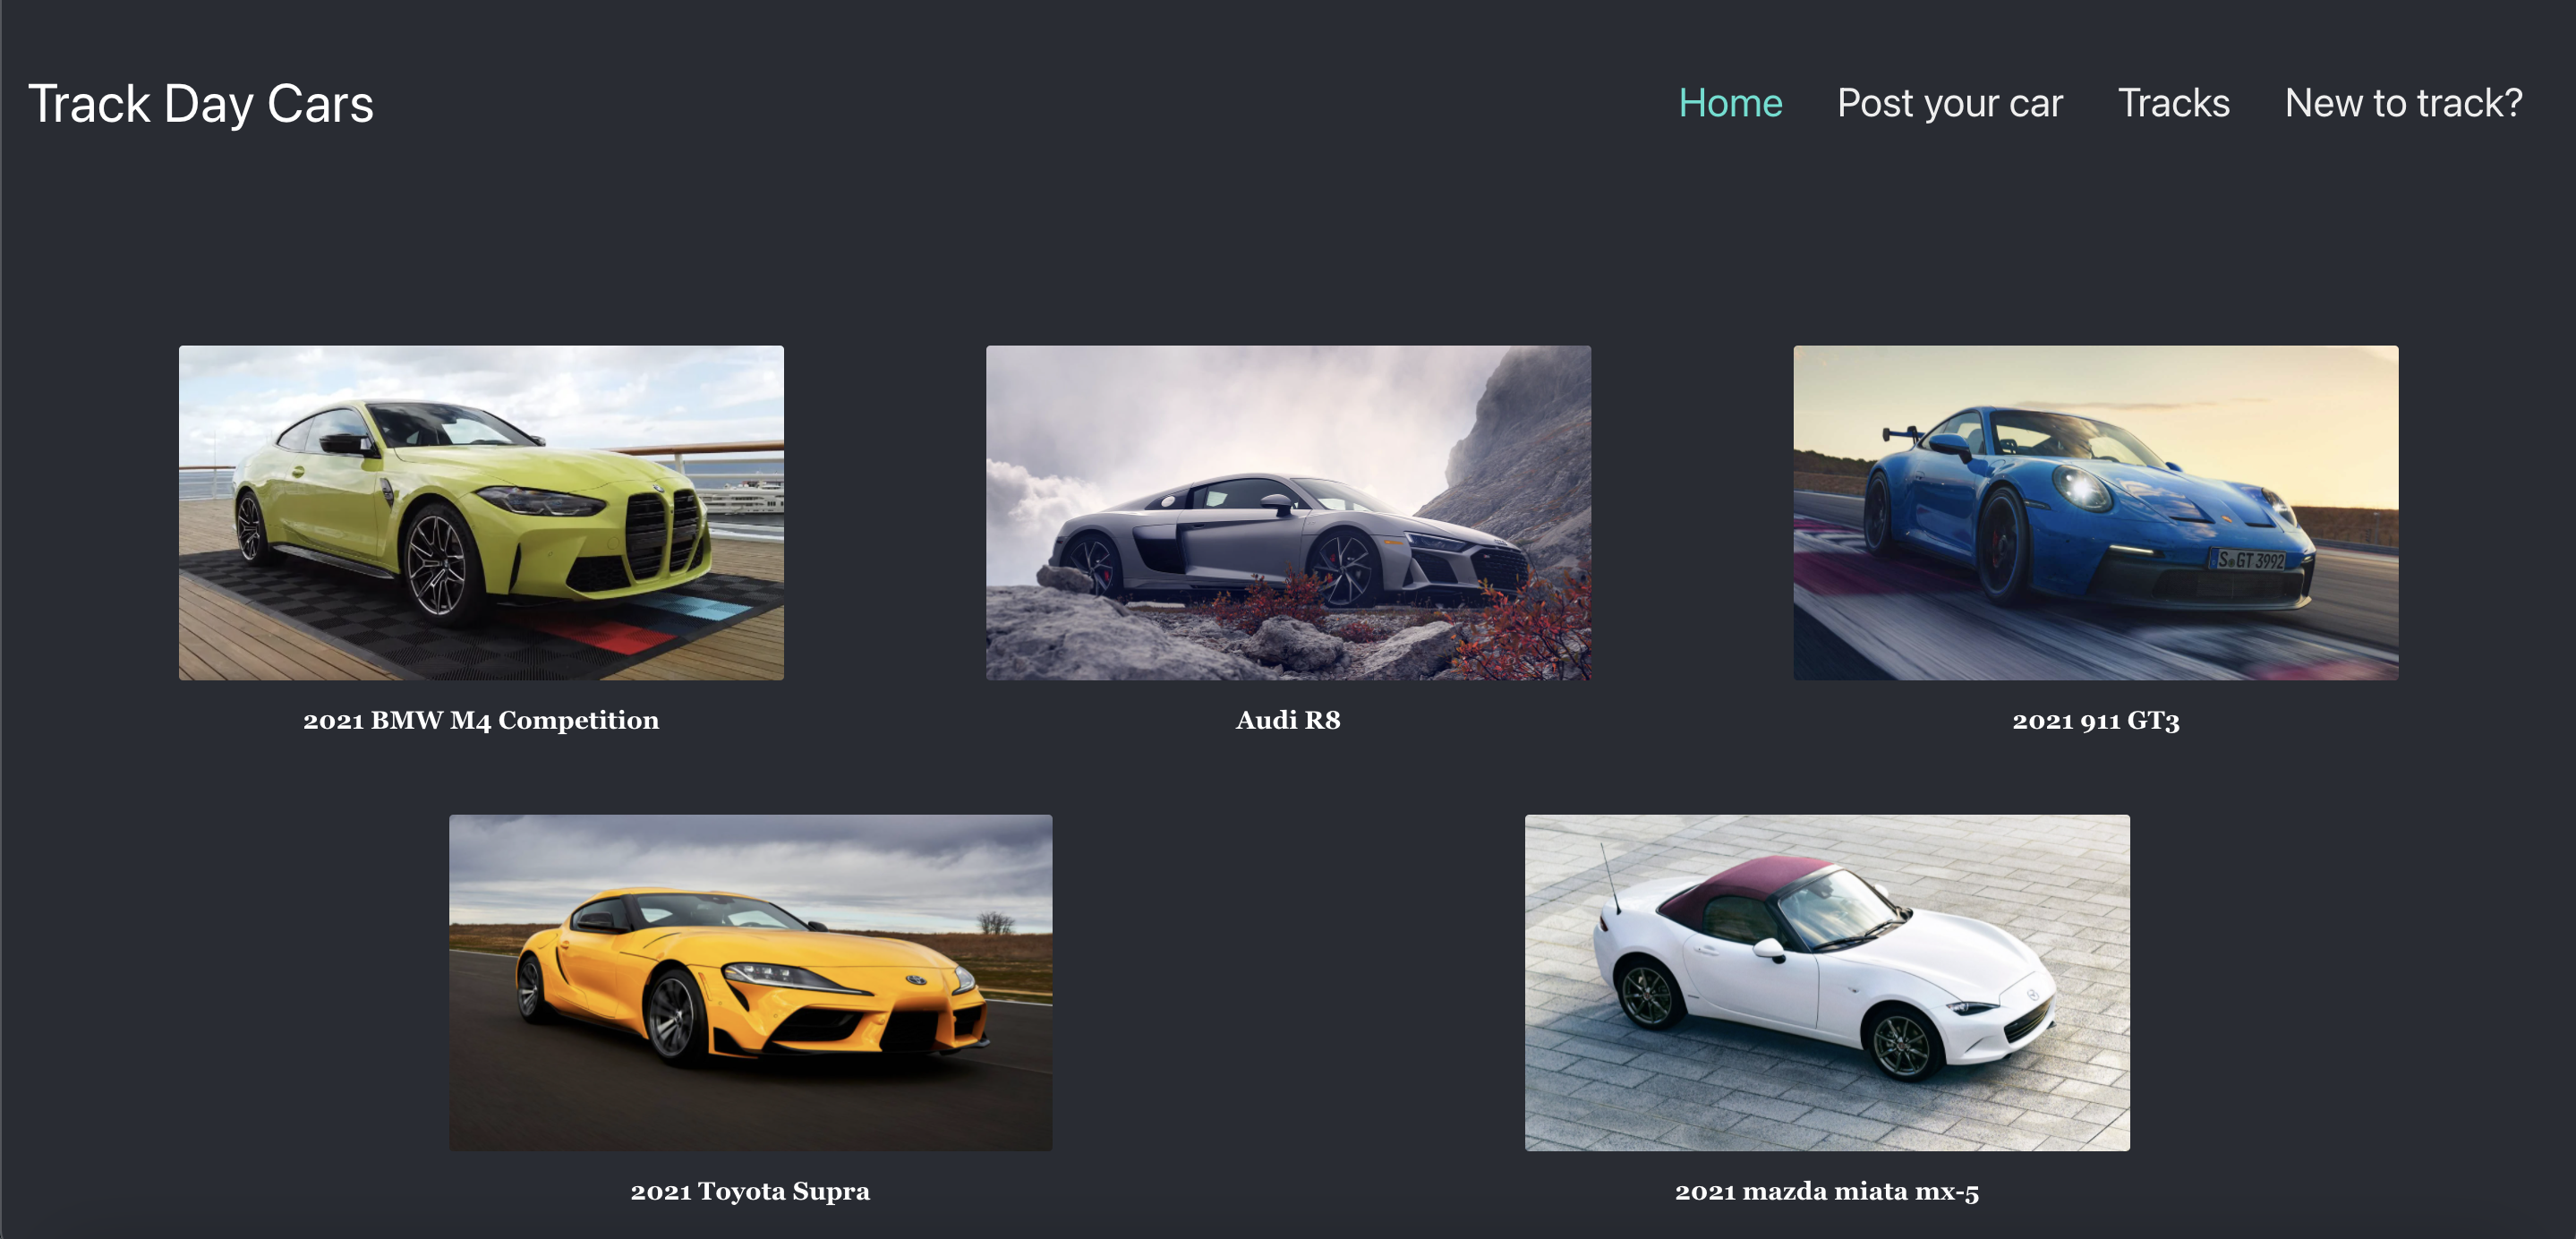 Track Day Cars
Home
Post your car
Tracks
New to track?
S GT 3992
2021 BMW M4 Competition
Audi R8
2021 911 GT3
2021 Toyota Supra
2021 mazda miata mx-5